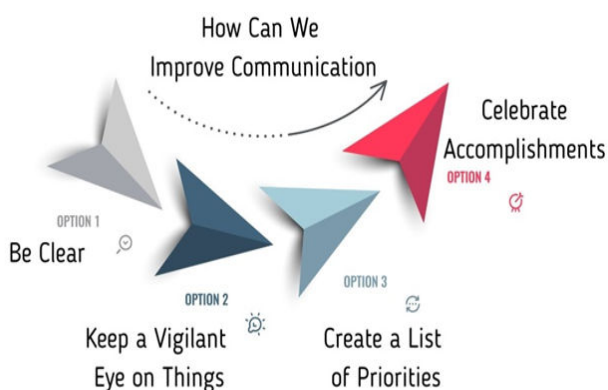 How Can We
Improve Communication
Celebrate
Accomplishments
OPTION 4
OPTION 1
Be Clear
OPTION 2
Keep a Vigilant
Eye on Things
OPTION 3
Create a List
of Priorities